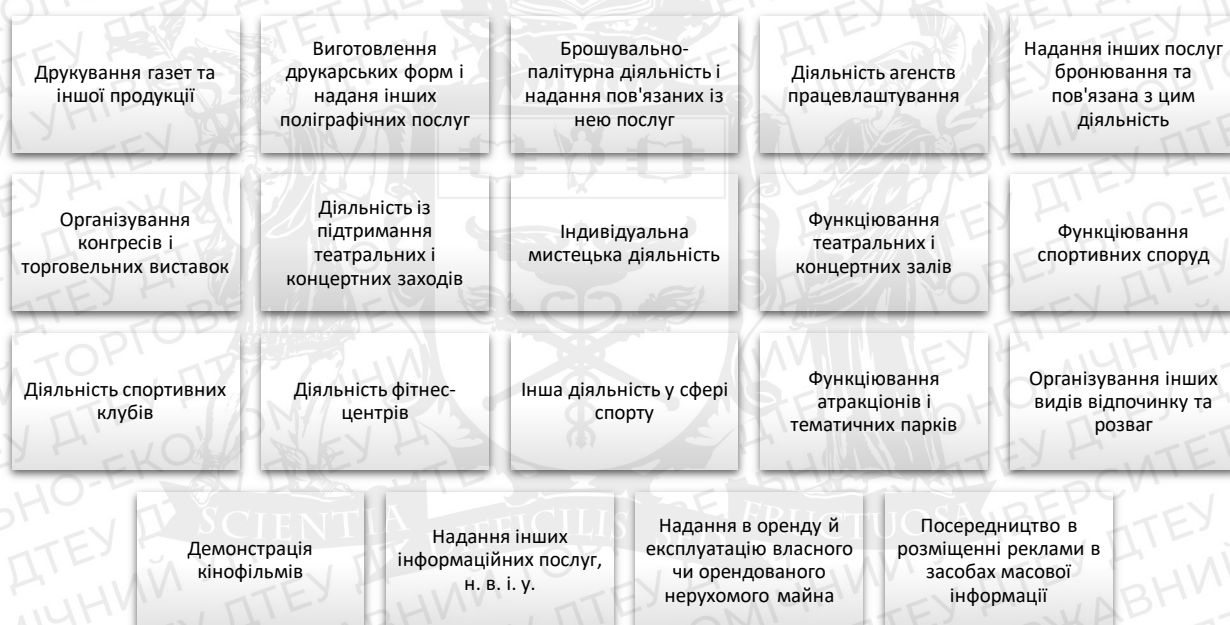 Друкування газет та
іншої продукції
Виготовлення
друкарських форм і
наданя інших
поліграфічних послуг
Брошувально-
палітурна діяльність і
надання пов'язаних із
нею послуг
Діяльність агенств
працевлаштування
Надання інших послуг
бронювання та
пов'язана з цим
діяльність
Організування
конгресів і
торговельних виставок
Діяльність із
підтримання
театральних і
концертних заходів
Індивідуальна
мистецька діяльність
Функціювання
театральних і
концертних залів
Функціювання
спортивних споруд
Діяльність спортивних
клубів
Діяльність фітнес-
центрів
Інша діяльність у сфері
спорту
Функціювання
атракціонів і
тематичних парків
Організування інших
видів відпочинку та
розваг
Демонстрація
кінофільмів
Надання інших
інформаційних послуг,
н. в. і. у.
Надання в оренду й
експлуатацію власного
чи орендованого
нерухомого майна
Посередництво в
розміщенні реклами в
засобах масової
інформації